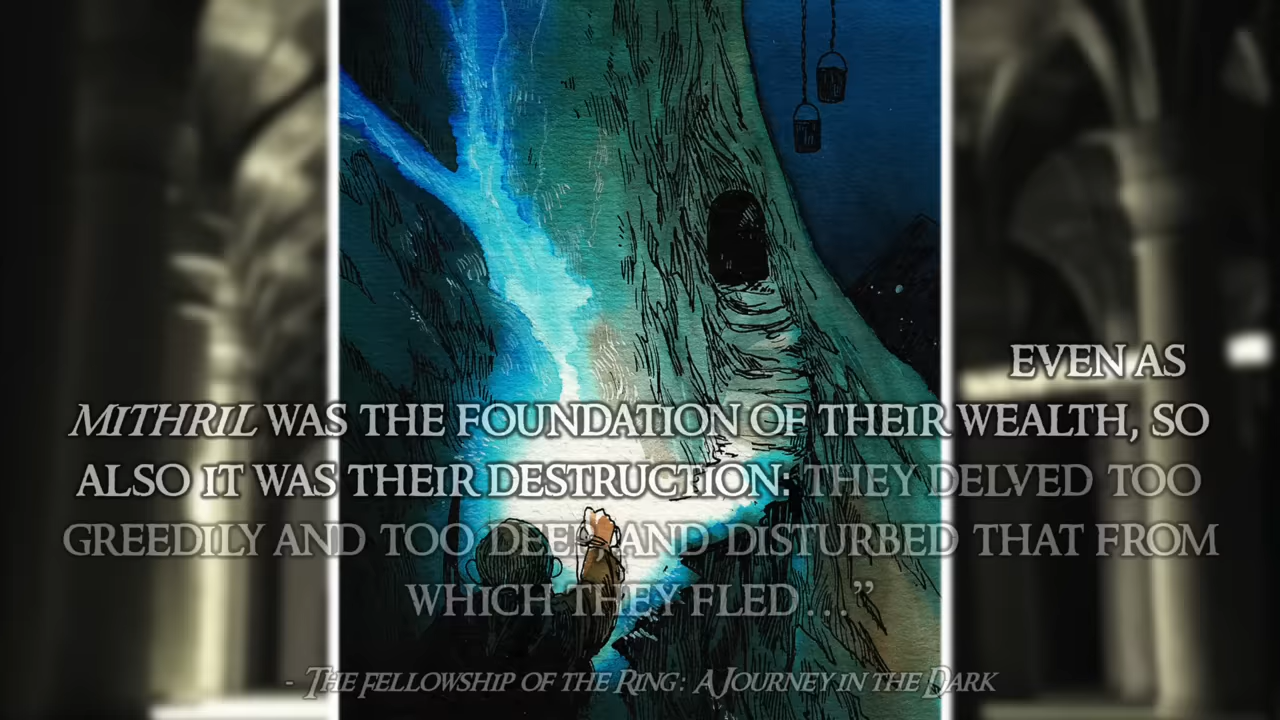 EVEN AS
MITHRIL WAS THE FOUNDATION OF THEIR WEALTH, SO
ALSO IT WAS THEIR DESTRUCTION: THEY DELVED TOO
GREEDILY AND TOO DEEP, AND DISTURBED THAT FROM
WHICH THEY FLED…”
- THE FELLOWSHIP OF THE RING: A JOURNEY IN THE DARK